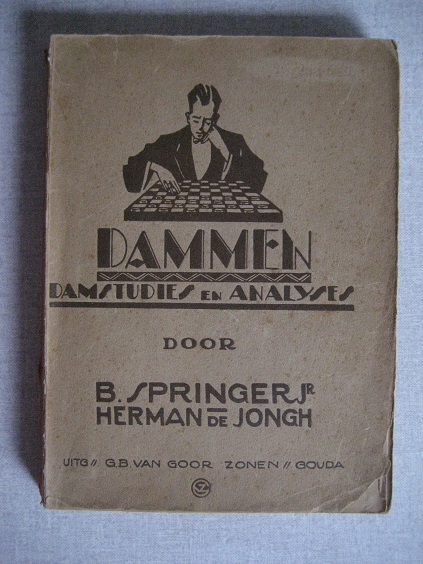 DAMMEN
DAMSTUDIES EN ANALYSES
DOOR
B. SPRINGER JR
HERMAN DE JONGH
UITG// G.B. VAN GOOR ZONEN // GOUDA